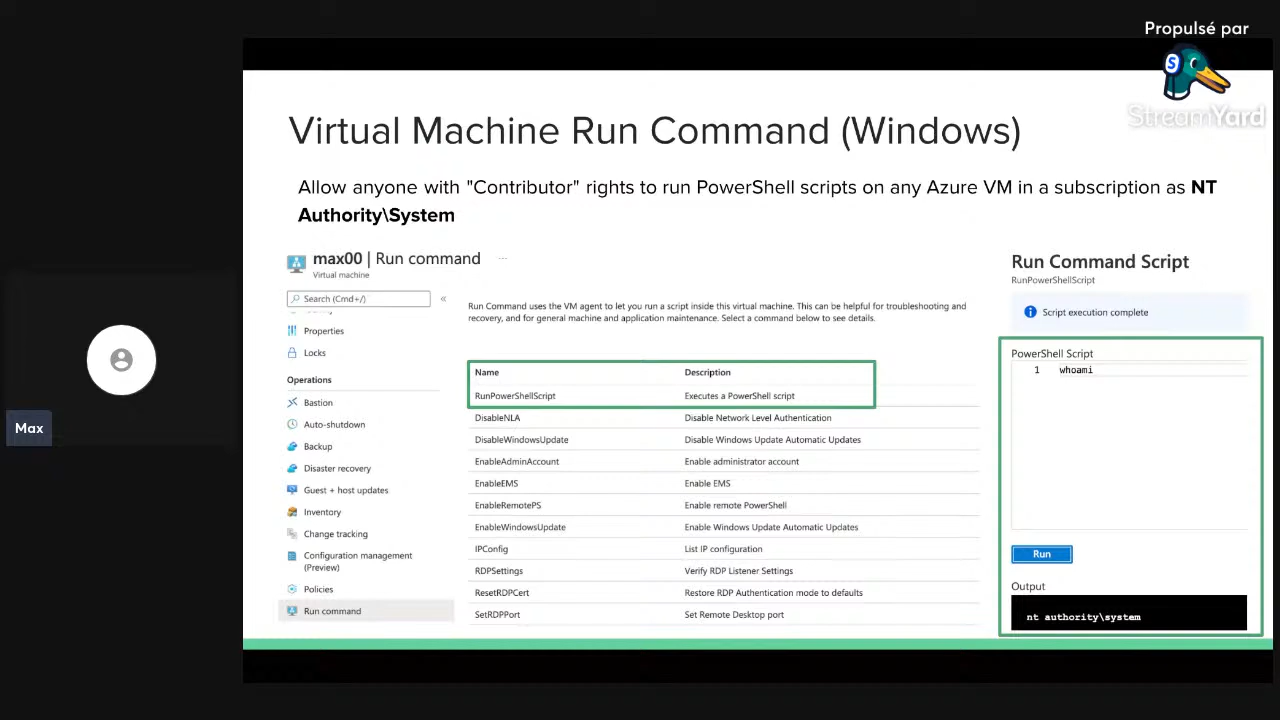 Propulsé par
StreamYard
Virtual Machine Run Command (Windows)
Allow anyone with "Contributor" rights to run PowerShell scripts on any Azure VM in a subscription as NT
Authority\System
max00 | Run command ...
Virtual machine
Search (Cmd+/)
«
Properties
Locks
Operations
Bastion
Auto-shutdown
Backup
Disaster recovery
Guest + host updates
Inventory
Change tracking
Configuration management
(Preview)
Policies
Run command
Run Command uses the VM agent to let you run a script inside this virtual machine. This can be helpful for troubleshooting and
recovery, and for general machine and application maintenance. Select a command below to see details.
Name Description
RunPowerShellScript Executes a PowerShell script
DisableNLA Disable Network Level Authentication
DisableWindowsUpdate Disable Windows Update Automatic Updates
EnableAdminAccount Enable administrator account
EnableEMS Enable EMS
EnableRemotePS Enable remote PowerShell
EnableWindowsUpdate Enable Windows Update Automatic Updates
IPConfig List IP configuration
RDPSettings Verify RDP Listener Settings
ResetRDPCert Restore RDP Authentication mode to defaults
SetRDPPort Set Remote Desktop port
Run Command Script
RunPowerShellScript
Script execution complete
PowerShell Script
1 whoami
Run
Output
nt authority\system
Max